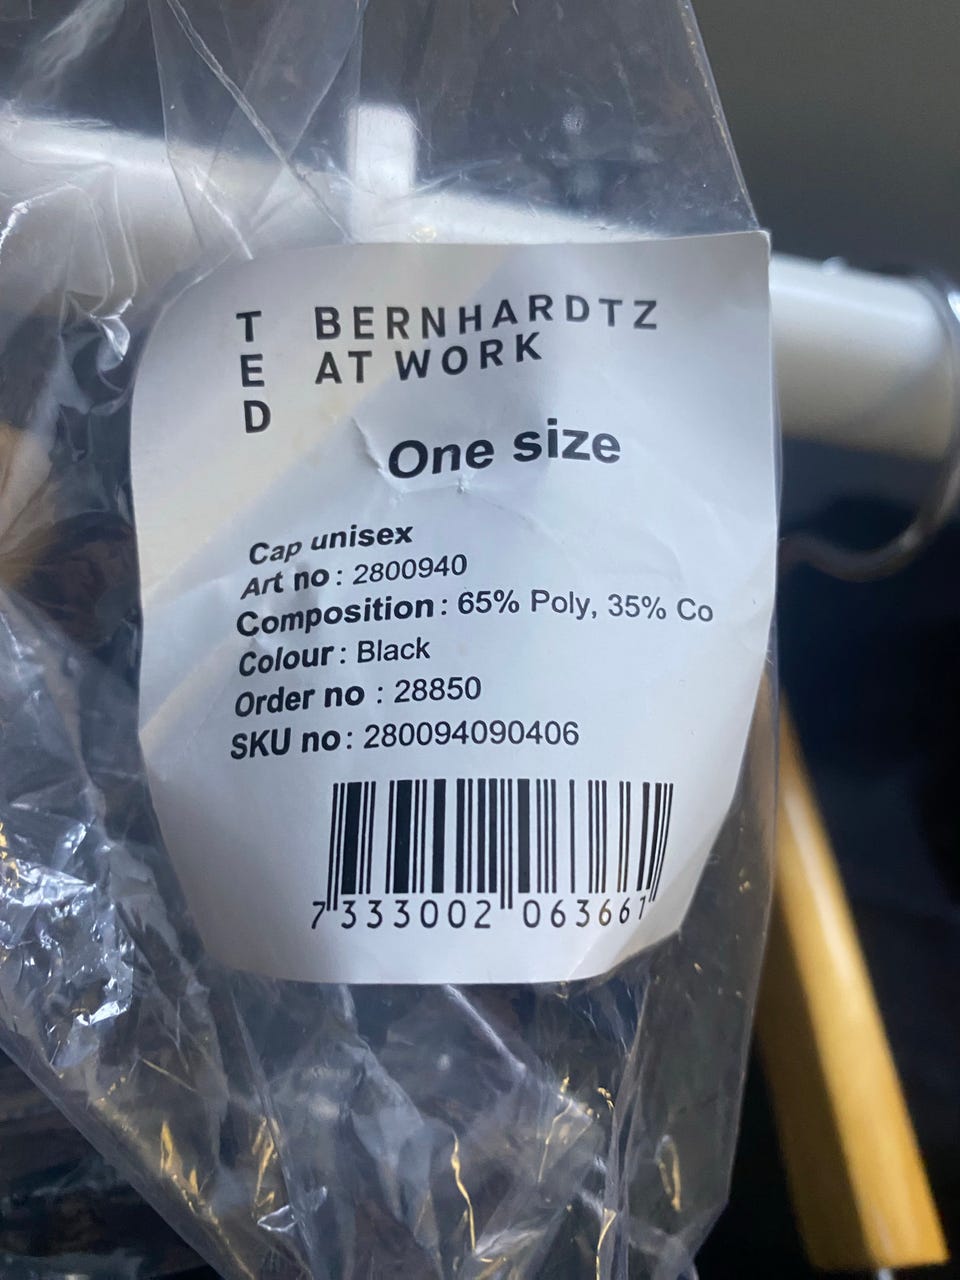 TED BERNHARDTZ
AT WORK
One size
Cap unisex
Art no : 2800940
Composition : 65% Poly, 35% Co
Colour : Black
Order no : 28850
SKU no : 280094090406
7 333002 063661